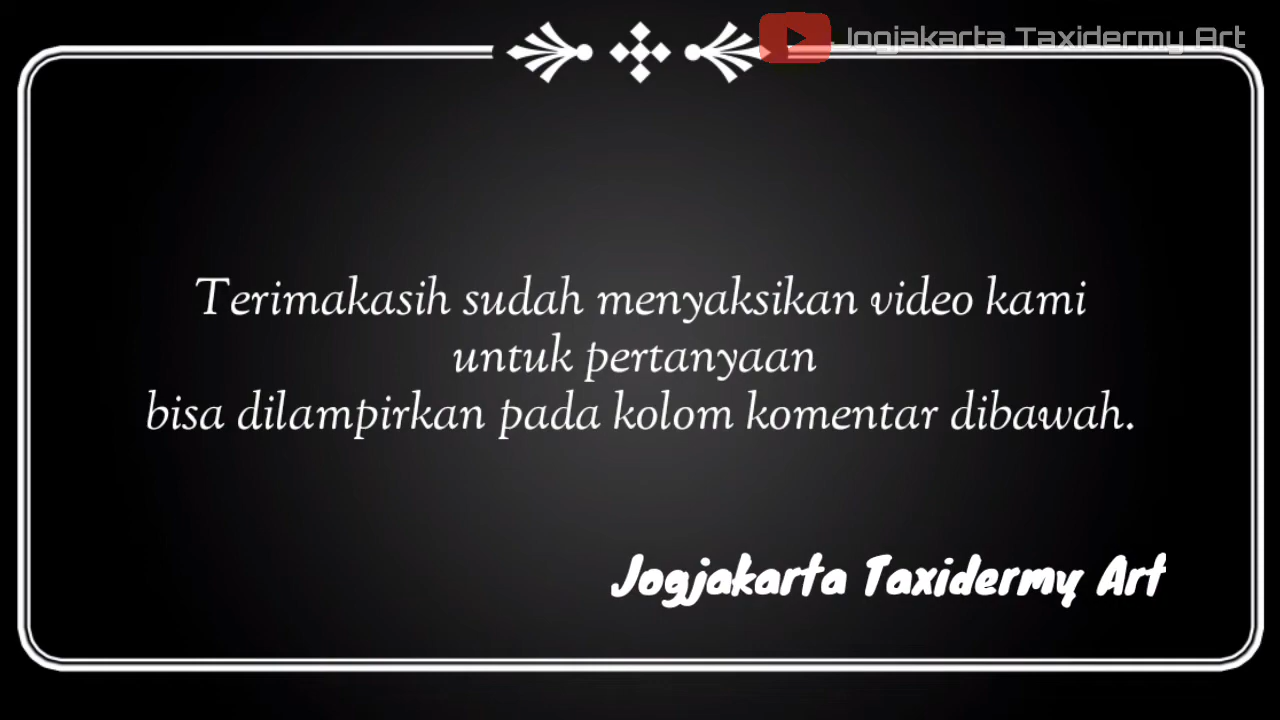 Jogjakarta Taxidermy Art
Terimakasih sudah menyaksikan video kami
untuk pertanyaan
bisa dilampirkan pada kolom komentar dibawah.
Jogjakarta Taxidermy Art